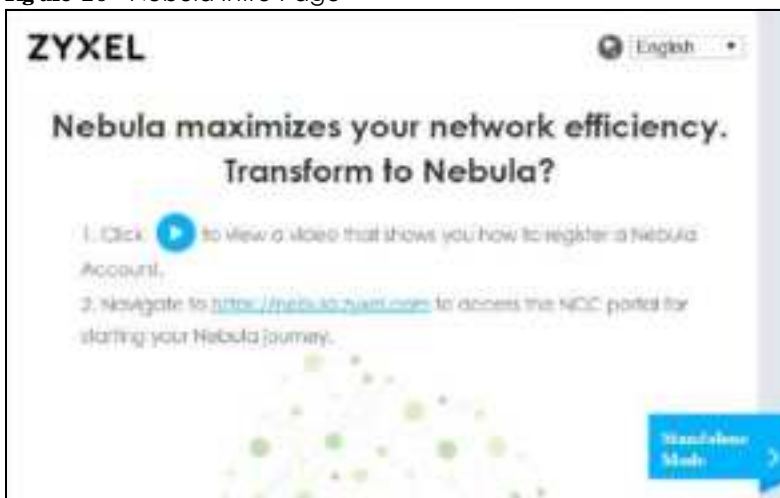 ZYXEL
English
Nebula maximizes your network efficiency.
Transform to Nebula?
1. Click to view a video that shows you how to register a Nebula
Account.
2. Navigate to https://nebula.zyxel.com to access the NCC portal for
starting your Nebula journey.
Standalone
Mode